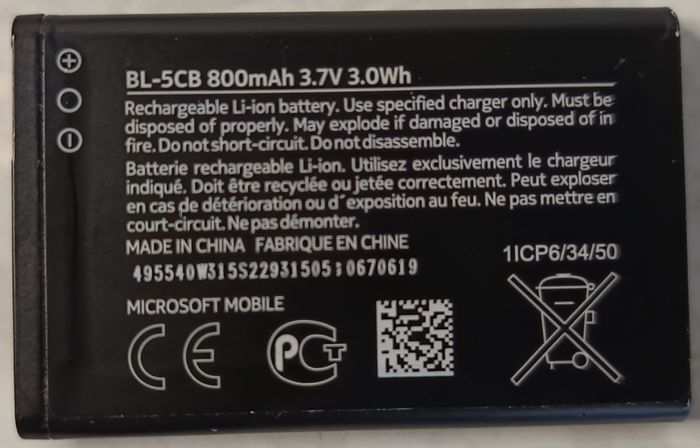 BL-5CB 800mAh 3.7V 3.0Wh
Rechargeable Li-ion battery. Use specified charger only. Must be
disposed of properly. May explode if damaged or disposed of in
fire. Do not short-circuit. Do not disassemble.
Batterie rechargeable Li-ion. Utilisez exclusivement le chargeur
indiqué. Doit être recyclée ou jetée correctement. Peut exploser
en cas de détérioration ou d´exposition au feu. Ne pas mettre en
court-circuit. Ne pas démonter.
MADE IN CHINA FABRIQUE EN CHINE
495540W315S22931505;0670619
1ICP6/34/50
MICROSOFT MOBILE
CE
PCT